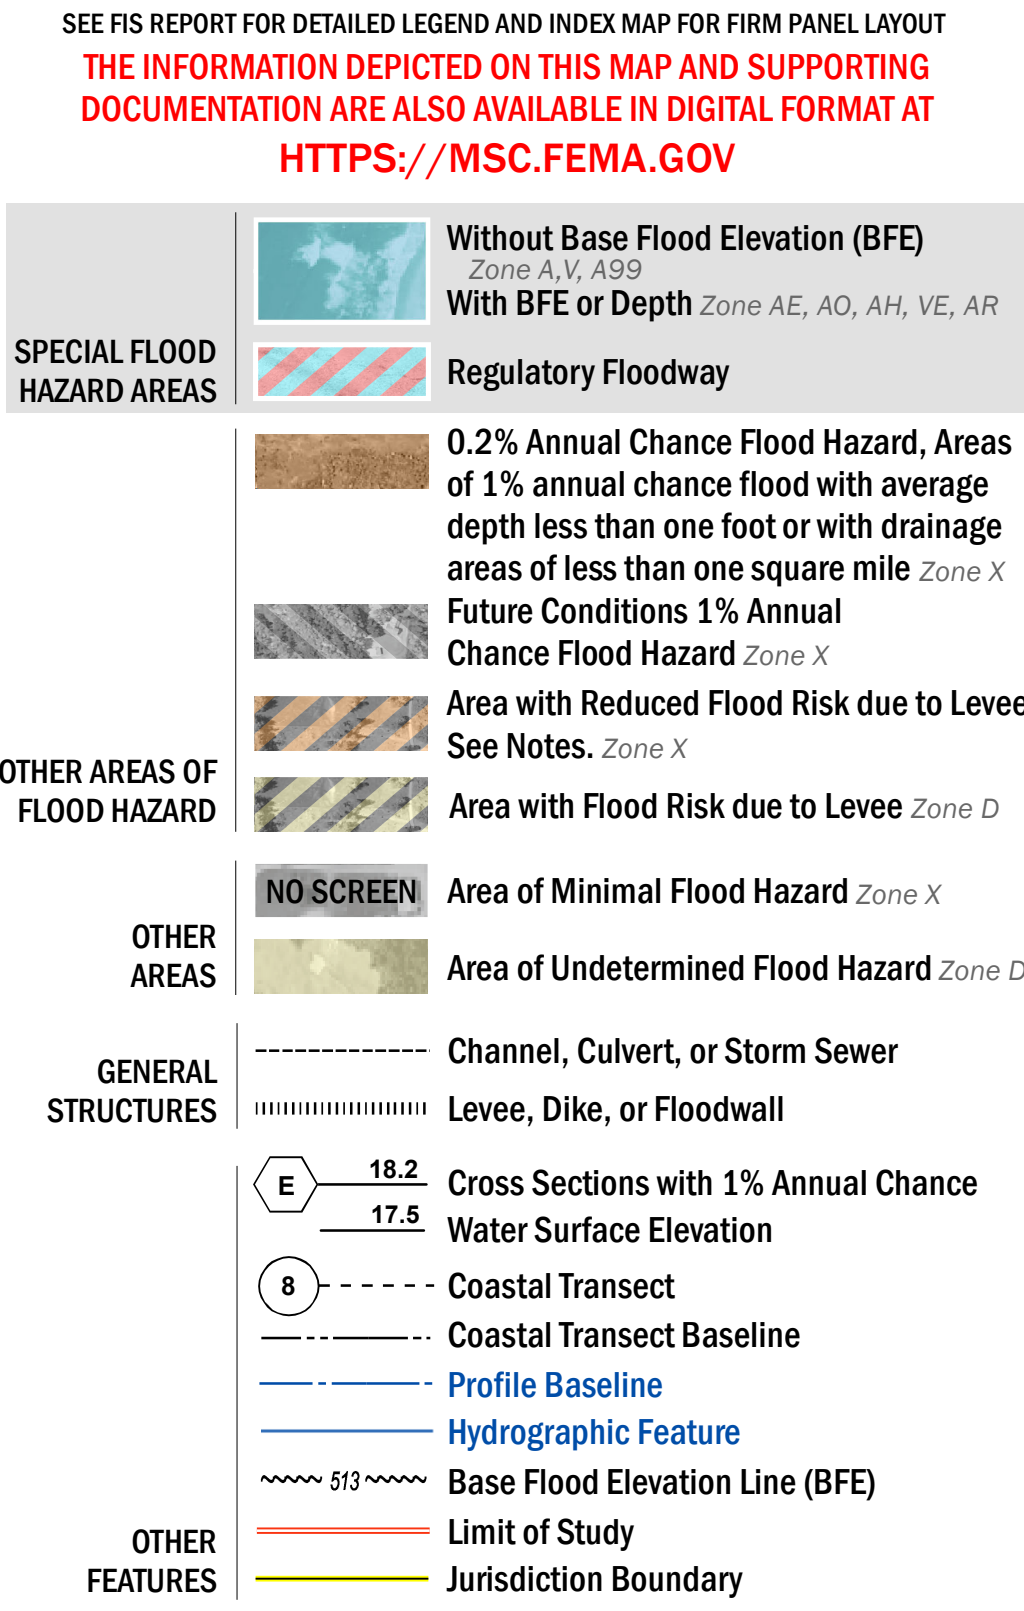 SEE FIS REPORT FOR DETAILED LEGEND AND INDEX MAP FOR FIRM PANEL LAYOUT
THE INFORMATION DEPICTED ON THIS MAP AND SUPPORTING
DOCUMENTATION ARE ALSO AVAILABLE IN DIGITAL FORMAT AT
HTTPS://MSC.FEMA.GOV
SPECIAL FLOOD
HAZARD AREAS
Without Base Flood Elevation (BFE)
Zone A,V, A99
With BFE or Depth Zone AE, AO, AH, VE, AR
Regulatory Floodway
OTHER AREAS OF
FLOOD HAZARD
0.2% Annual Chance Flood Hazard, Areas
of 1% annual chance flood with average
depth less than one foot or with drainage
areas of less than one square mile Zone X
Future Conditions 1% Annual
Chance Flood Hazard Zone X
Area with Reduced Flood Risk due to Levee
See Notes. Zone X
Area with Flood Risk due to Levee Zone D
OTHER
AREAS
NO SCREEN Area of Minimal Flood Hazard Zone X
Area of Undetermined Flood Hazard Zone D
GENERAL
STRUCTURES
Channel, Culvert, or Storm Sewer
Levee, Dike, or Floodwall
OTHER
FEATURES
E 18.2 Cross Sections with 1% Annual Chance
17.5 Water Surface Elevation
8 Coastal Transect
Coastal Transect Baseline
Profile Baseline
Hydrographic Feature
513 Base Flood Elevation Line (BFE)
Limit of Study
Jurisdiction Boundary